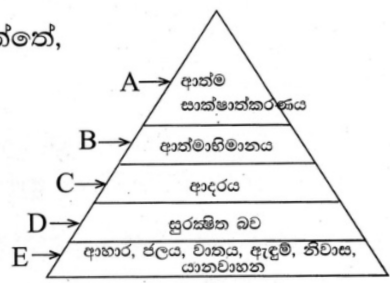 ත්තේ,
A→ ආත්ම
සාක්ෂාත්කරණය
B→ ආත්මාභිමානය
C→ ආදරය
D→ සුරක්ෂිත බව
E→ ආහාර, ජලය, වාතය, ඇඳුම්, නිවාස,
යානවාහන